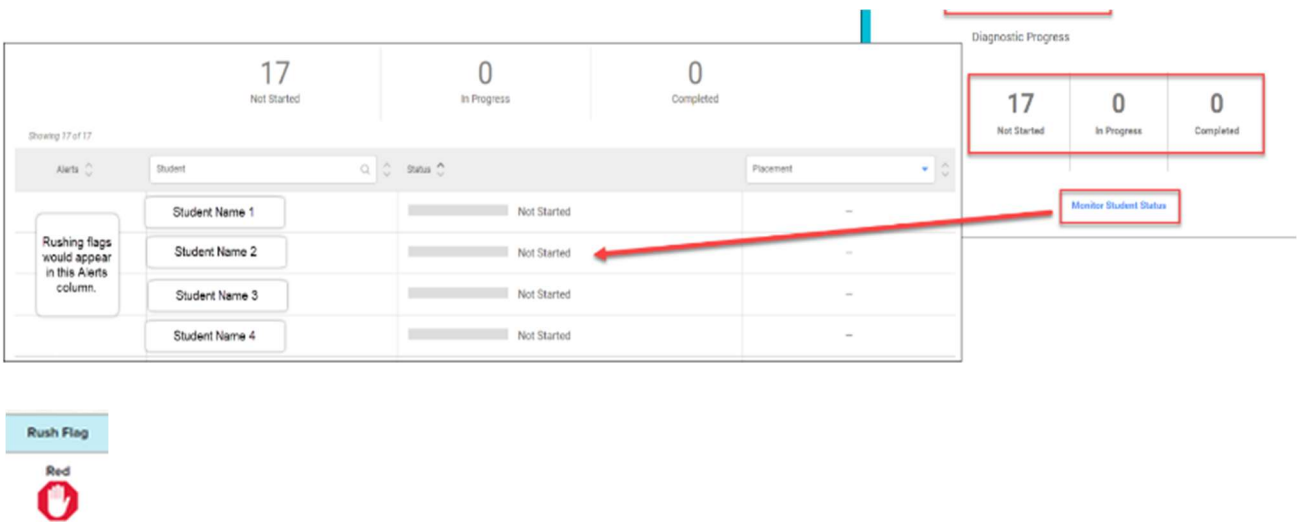 Diagnostic Progress
17
Not Started
0
In Progress
0
Completed
Monitor Student Status
17
Not Started
0
In Progress
0
Completed
Showing 17 of 17
Alerts
Student
Status
Placement
Rushing flags
would appear
in this Alerts
column.
Student Name 1
Not Started
--
Student Name 2
Not Started
--
Student Name 3
Not Started
--
Student Name 4
Not Started
--
Rush Flag
Red